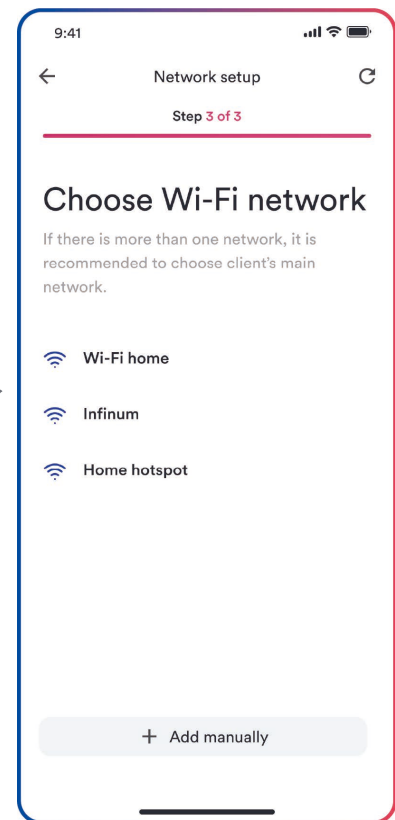 9:41
Network setup
Step 3 of 3
Choose Wi-Fi network
If there is more than one network, it is
recommended to choose client's main
network.
Wi-Fi home
Infinum
Home hotspot
+ Add manually